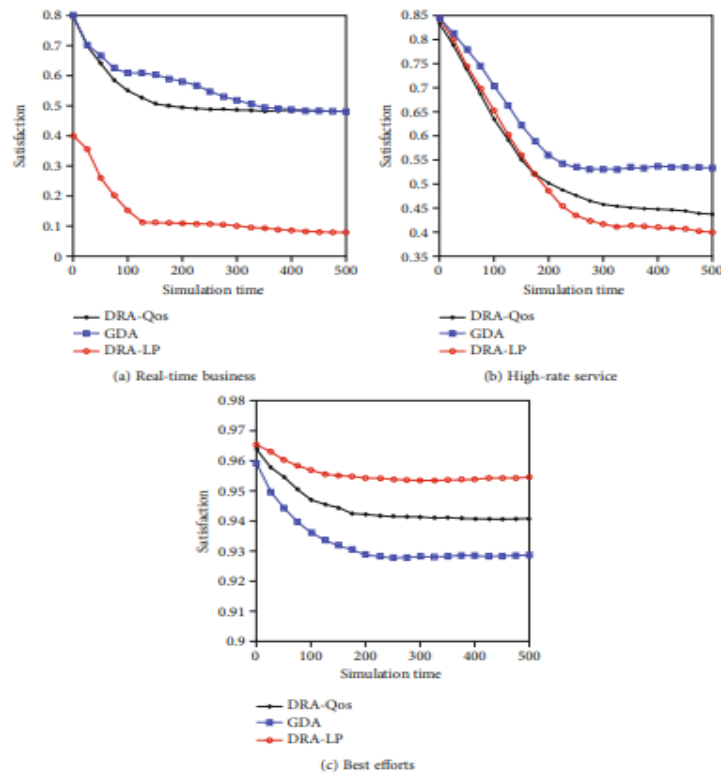 0.8
0.7
0.6
0.5
0.4
0.3
0.2
0.1
0
Satisfaction
0 100 200 300 400 500
Simulation time
DRA-Qos
GDA
DRA-LP
(a) Real-time business
0.85
0.8
0.75
0.7
0.65
0.6
0.55
0.5
0.45
0.4
0.35
Satisfaction
0 100 200 300 400 500
Simulation time
DRA-Qos
GDA
DRA-LP
(b) High-rate service
0.98
0.97
0.96
0.95
0.94
0.93
0.92
0.91
0.9
Satisfaction
0 100 200 300 400 500
Simulation time
DRA-Qos
GDA
DRA-LP
(c) Best efforts